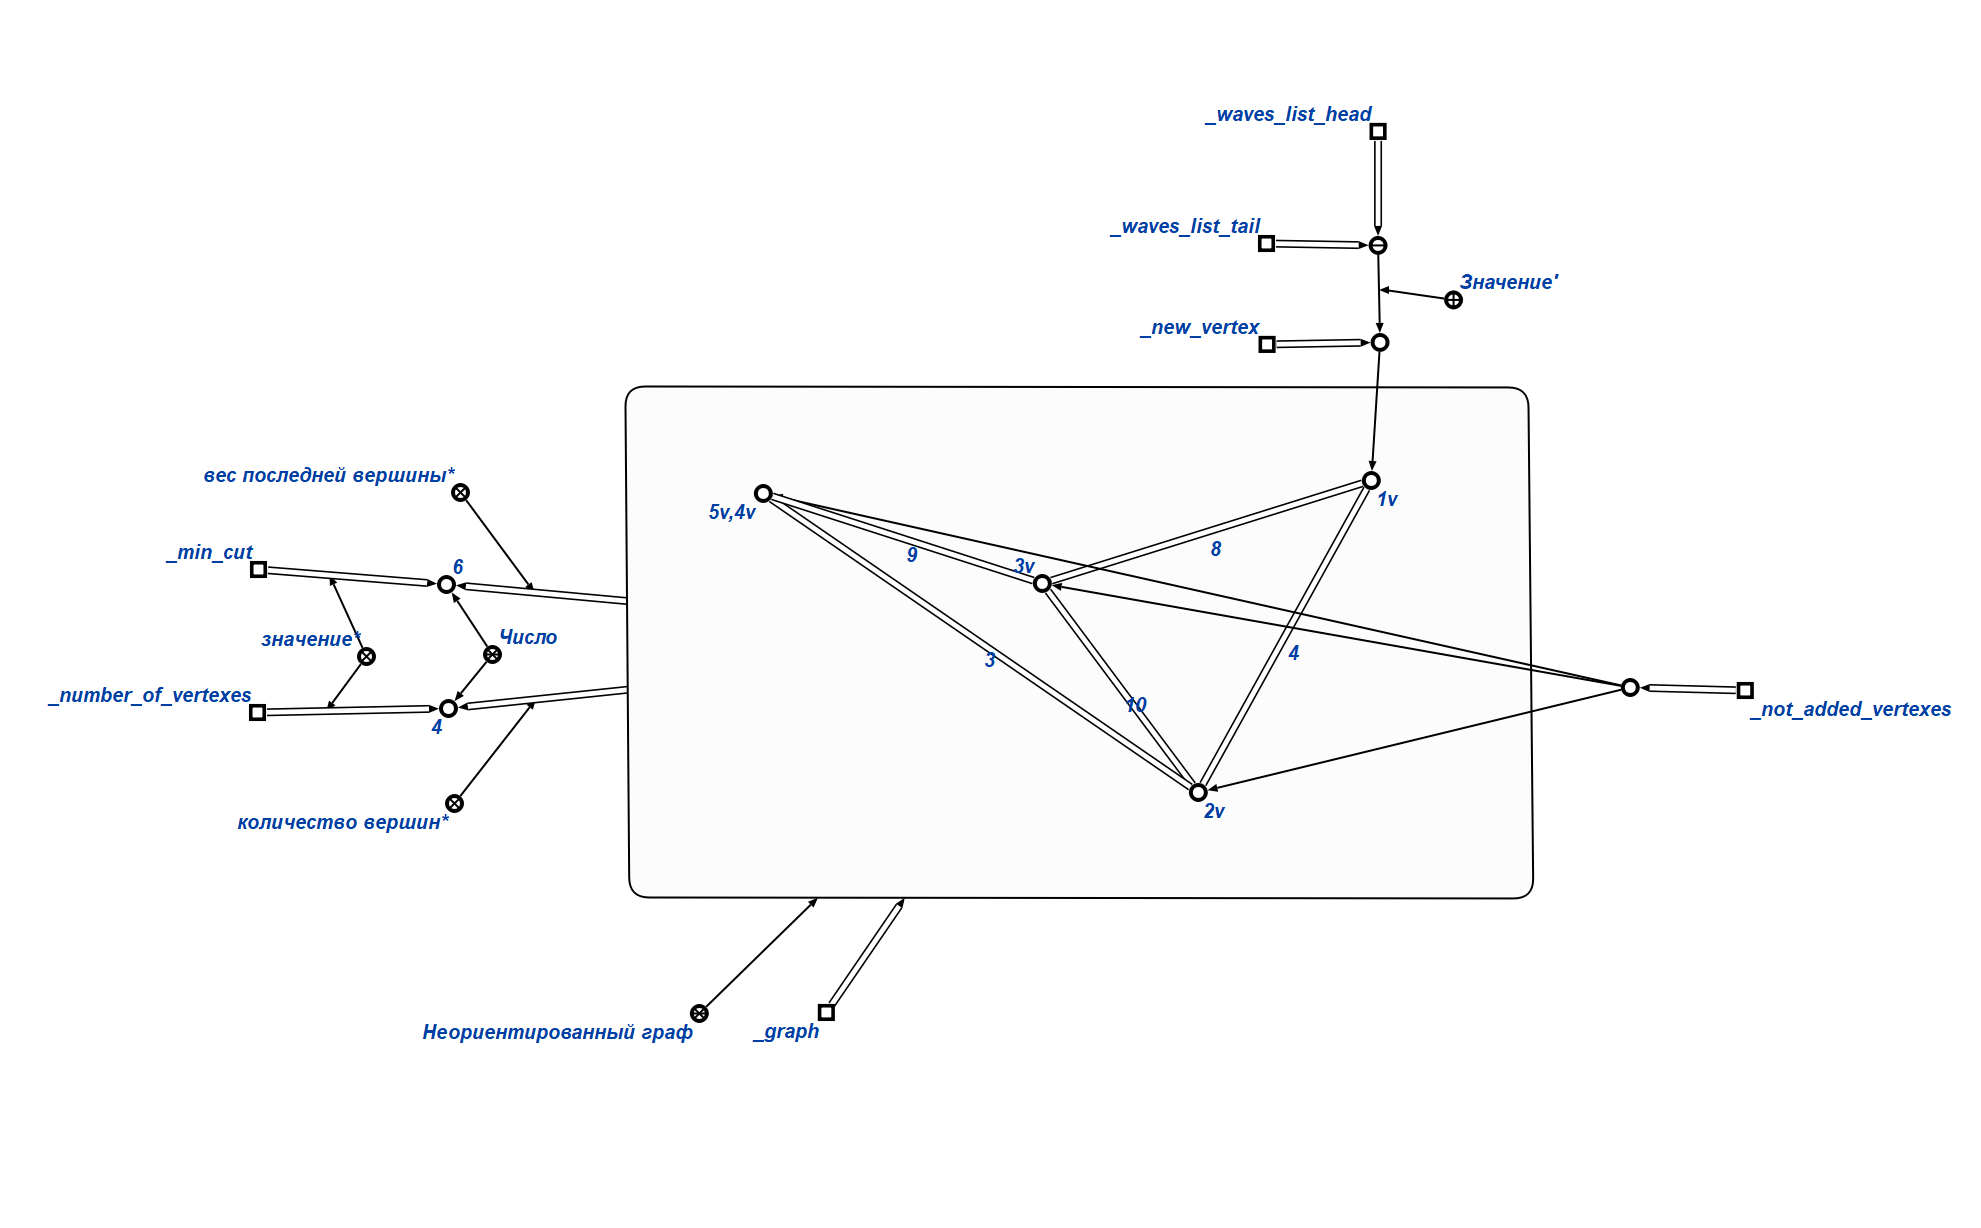 _waves_list_head
_waves_list_tail
Значение'
_new_vertex
вес последней вершины*
5v,4v
1v
_min_cut
6
9
3v
8
значение*
Число
3
4
_number_of_vertexes
4
10
_not_added_vertexes
количество вершин*
2v
Неориентированный граф
_graph